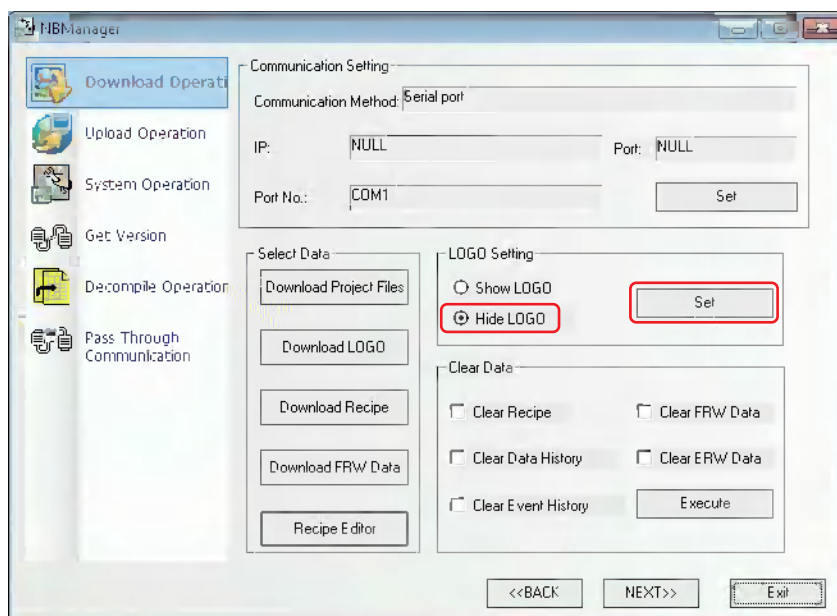 NBManager
Download Operati
Upload Operation
System Operation
Get Version
Decompile Operation
Pass Through
Communication
Communication Setting
Communication Method: Serial port
IP: NULL Port: NULL
Port No.: COM1 Set
Select Data
Download Project Files
Download LOGO
Download Recipe
Download FRW Data
Recipe Editor
LOGO Setting
Show LOGO
Hide LOGO
Set
Clear Data
Clear Recipe Clear FRW Data
Clear Data History Clear ERW Data
Clear Event History Execute
<<BACK NEXT>> Exit